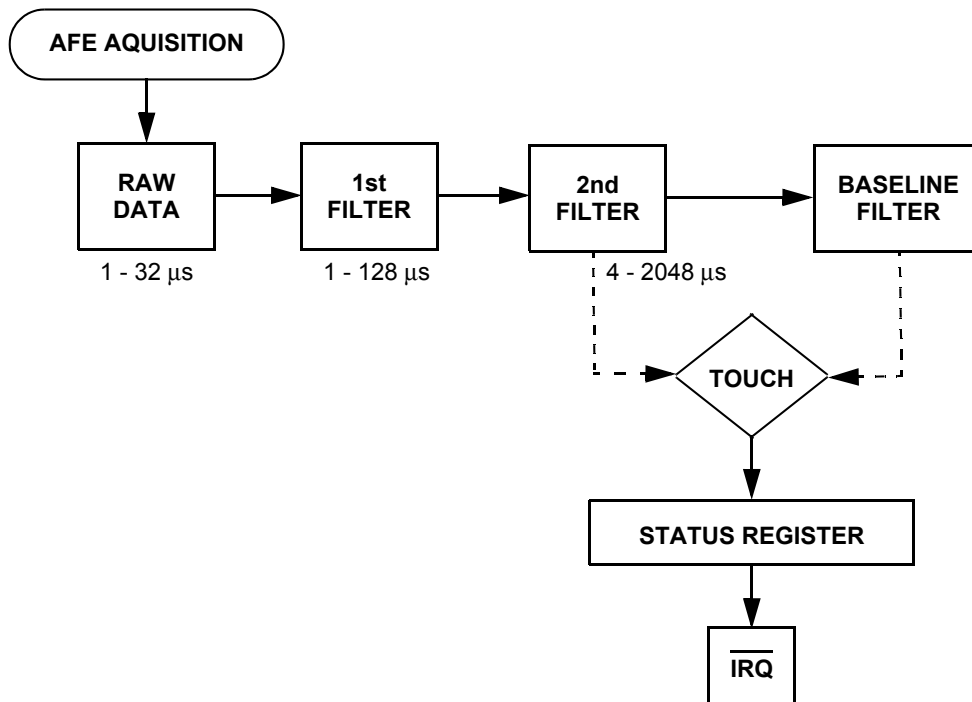 AFE AQUISITION
RAW
DATA
1st
FILTER
2nd
FILTER
BASELINE
FILTER
1 - 32 μs
1 - 128 μs
4 - 2048 μs
TOUCH
STATUS REGISTER
IRQ